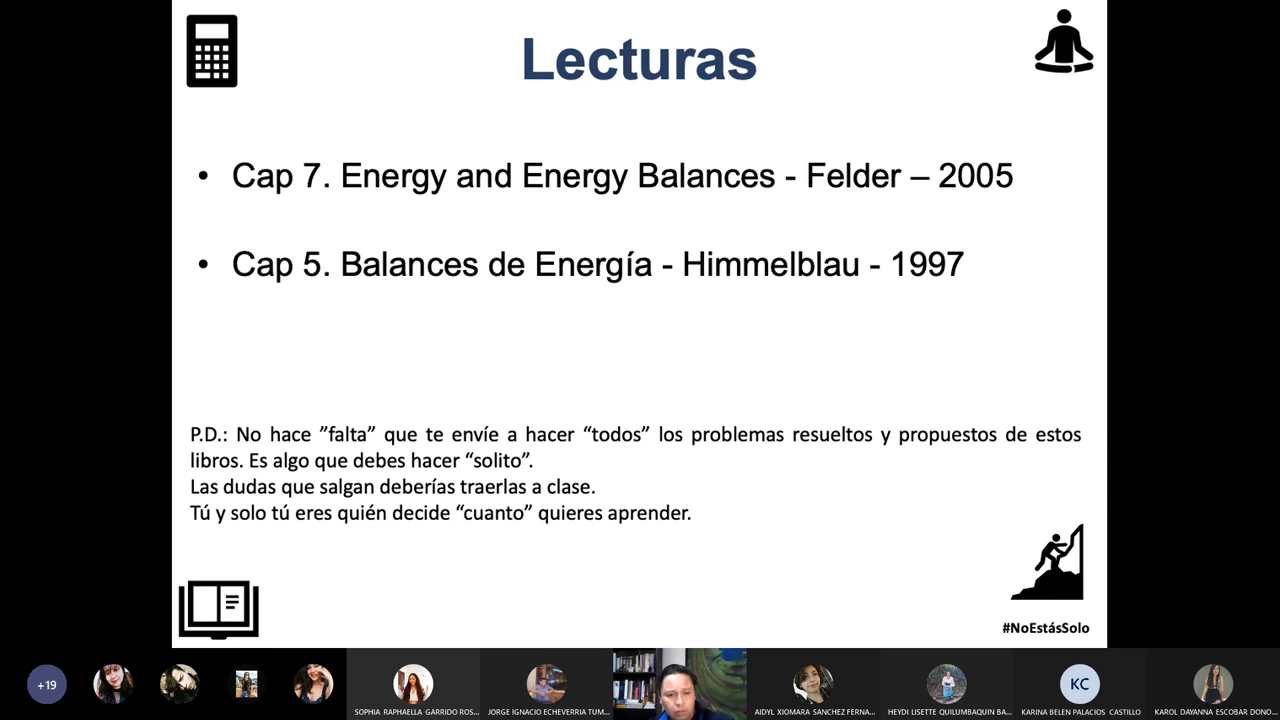 Lecturas
• Cap 7. Energy and Energy Balances - Felder – 2005
• Cap 5. Balances de Energía - Himmelblau - 1997
P.D.: No hace ”falta” que te envíe a hacer “todos” los problemas resueltos y propuestos de estos
libros. Es algo que debes hacer “solito”.
Las dudas que salgan deberías traerlas a clase.
Tú y solo tú eres quién decide “cuanto” quieres aprender.
#NoEstásSolo
+19
SOPHIA RAPHAELLA GARRIDO ROS...
JORGE IGNACIO ECHEVERRIA TUM...
AIDYL XIOMARA SANCHEZ FERNA...
HEYDI LISETTE QUILUMBAQUIN BA...
KC
KARINA BELEN PALACIOS CASTILLO
KAROL DAYANNA ESCOBAR DONO...